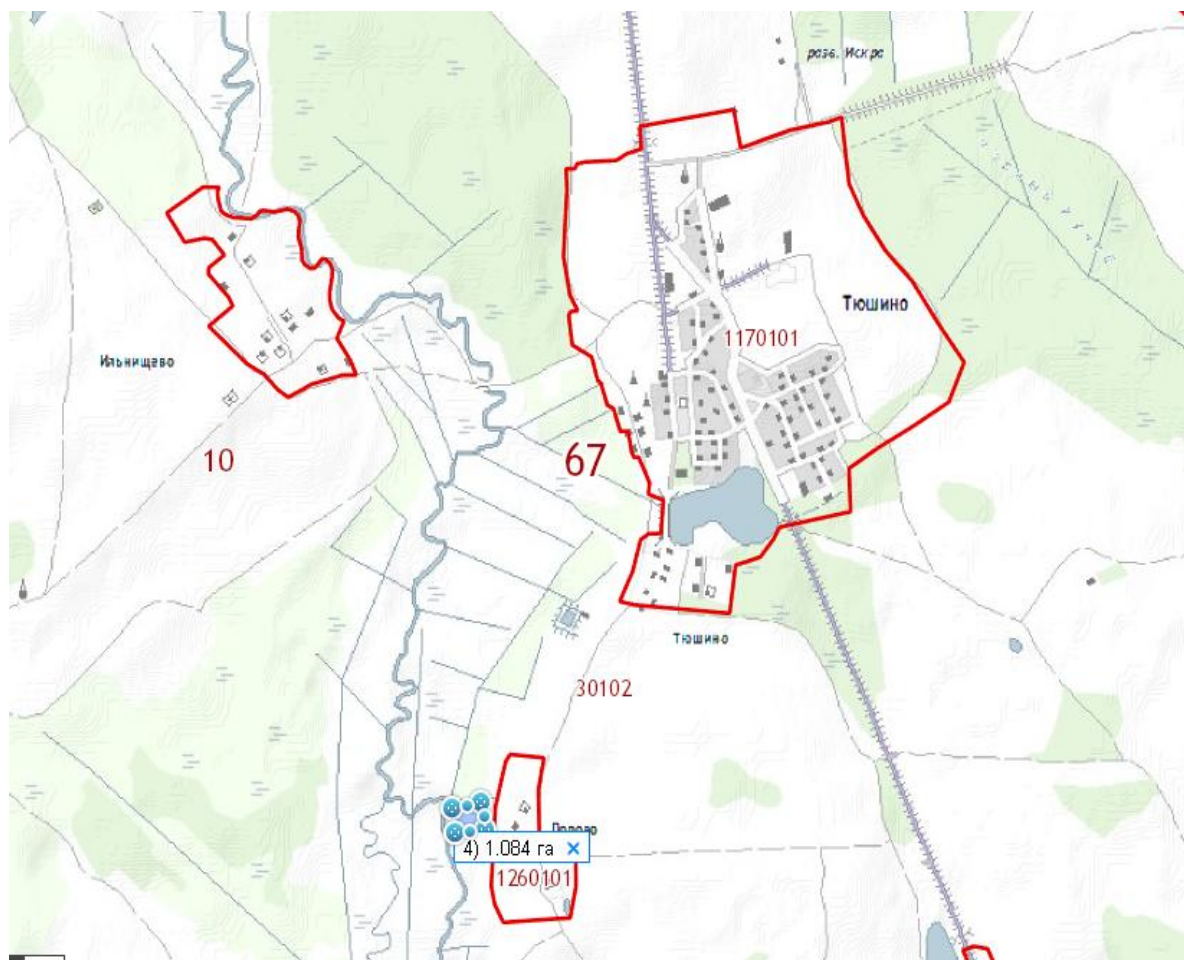 разъ. Искра
Тюшино
1170101
Ильнищево
10
67
Тюшино
30102
4) 1.084 га
1260101